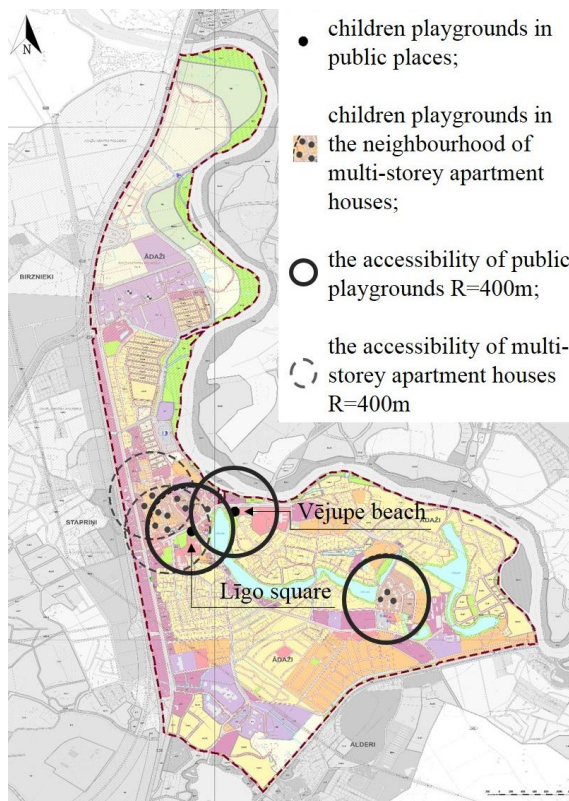 N
children playgrounds in
public places;
children playgrounds in
the neighbourhood of
multi-storey apartment
houses;
the accessibility of public
playgrounds R=400m;
the accessibility of multi-
storey apartment houses
R=400m
ĀDAŽI
BIRZNIEKI
STAPRIŅI
Vējupe beach
ĀDAŽI
Līgo square
ĀDAŽI
ALDERI